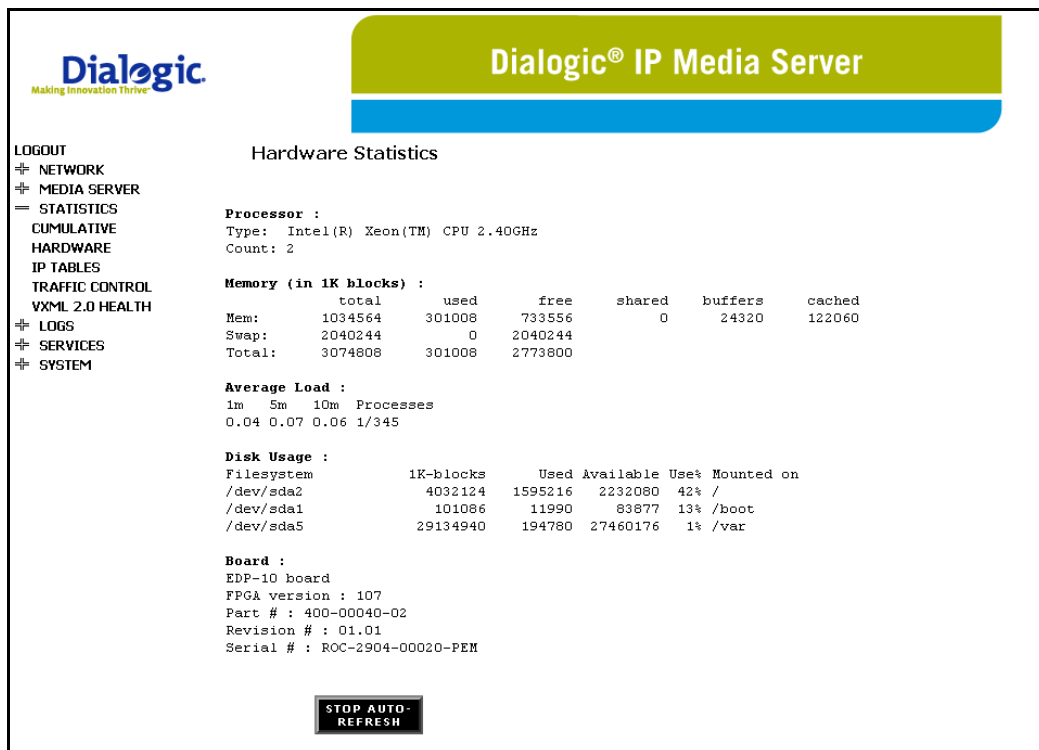 Dialogic.
Making Innovation Thrive™
Dialogic® IP Media Server
LOGOUT
NETWORK
MEDIA SERVER
STATISTICS
CUMULATIVE
HARDWARE
IP TABLES
TRAFFIC CONTROL
VXML 2.0 HEALTH
LOGS
SERVICES
SYSTEM
Hardware Statistics
Processor :
Type: Intel(R) Xeon(TM) CPU 2.40GHz
Count: 2
Memory (in 1K blocks) :
total used free shared buffers cached
Mem: 1034564 301008 733556 0 24320 122060
Swap: 2040244 0 2040244
Total: 3074808 301008 2773800
Average Load :
1m 5m 10m Processes
0.04 0.07 0.06 1/345
Disk Usage :
Filesystem 1K-blocks Used Available Use% Mounted on
/dev/sda2 4032124 1595216 2232080 42% /
/dev/sda1 101086 11990 83877 13% /boot
/dev/sda5 29134940 194780 27460176 1% /var
Board :
EDP-10 board
FPGA version : 107
Part # : 400-00040-02
Revision # : 01.01
Serial # : ROC-2904-00020-PEM
STOP AUTO-
REFRESH